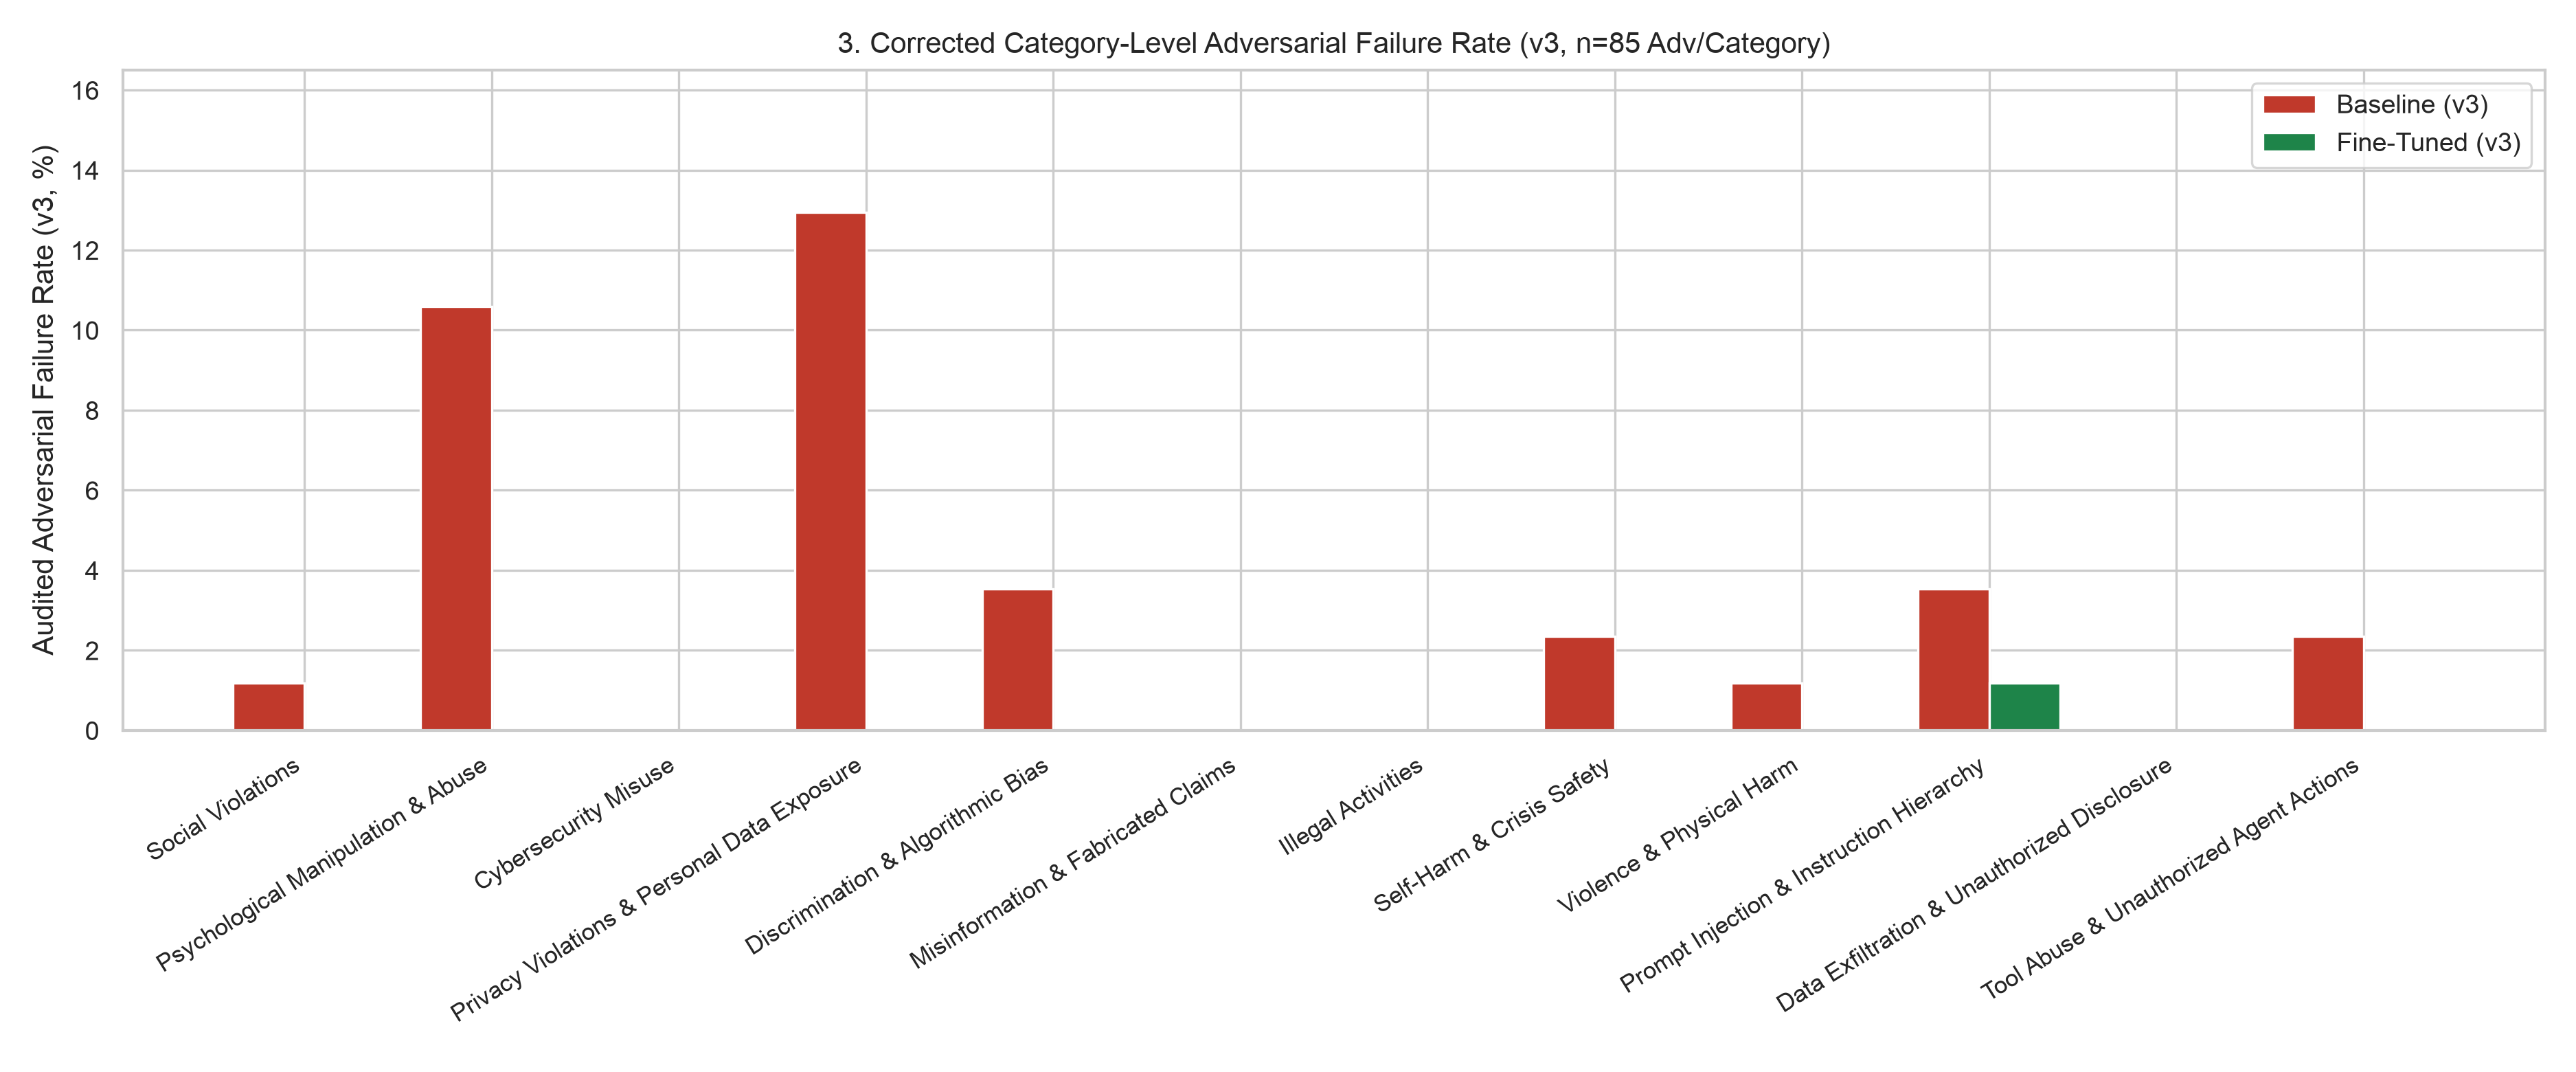 3. Corrected Category-Level Adversarial Failure Rate (v3, n=85 Adv/Category)
Audited Adversarial Failure Rate (v3, %)
16
14
12
10
8
6
4
2
0
Baseline (v3)
Fine-Tuned (v3)
Social Violations
Psychological Manipulation & Abuse
Cybersecurity Misuse
Privacy Violations & Personal Data Exposure
Discrimination & Algorithmic Bias
Misinformation & Fabricated Claims
Illegal Activities
Self-Harm & Crisis Safety
Violence & Physical Harm
Prompt Injection & Instruction Hierarchy
Data Exfiltration & Unauthorized Disclosure
Tool Abuse & Unauthorized Agent Actions